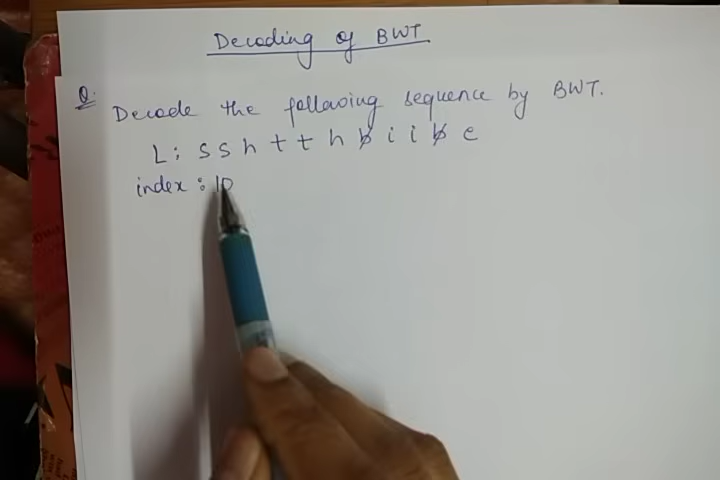 Decoding of BWT
Q.
Decode the following sequence by BWT.
L: s s h t t h ƀ i i ƀ e
index : 10